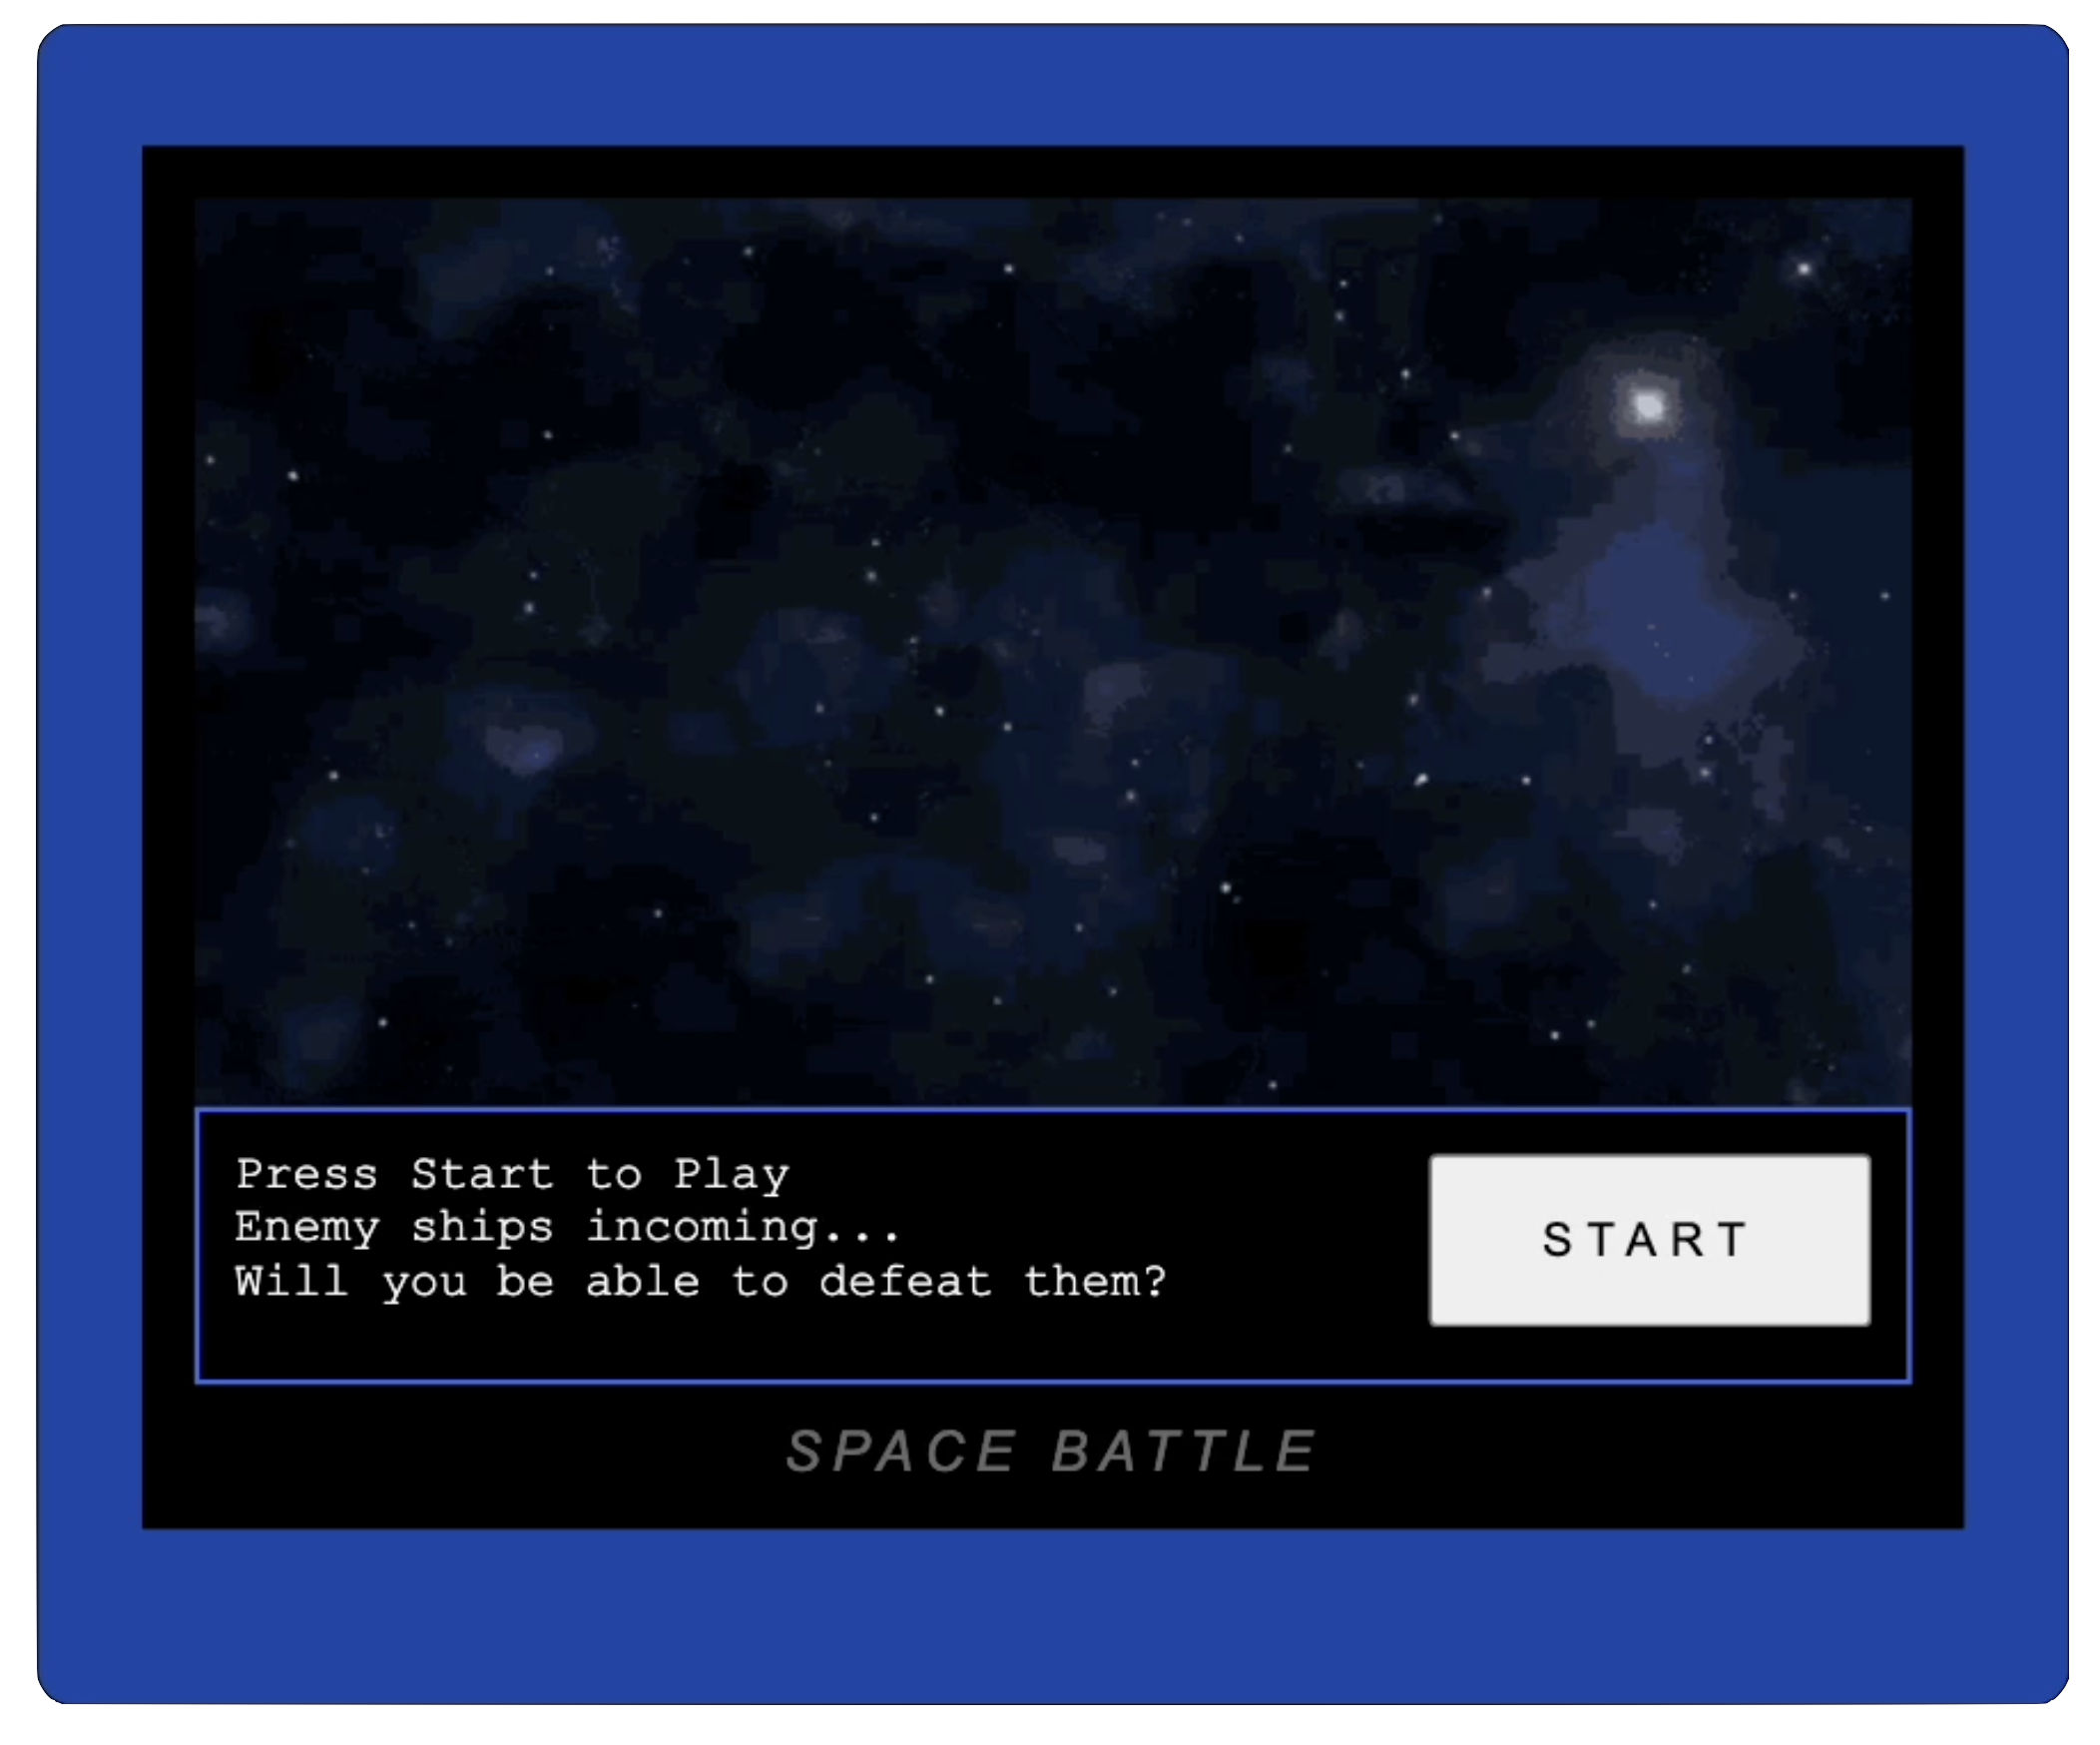 Press Start to Play
Enemy ships incoming...
Will you be able to defeat them?
START
SPACE BATTLE